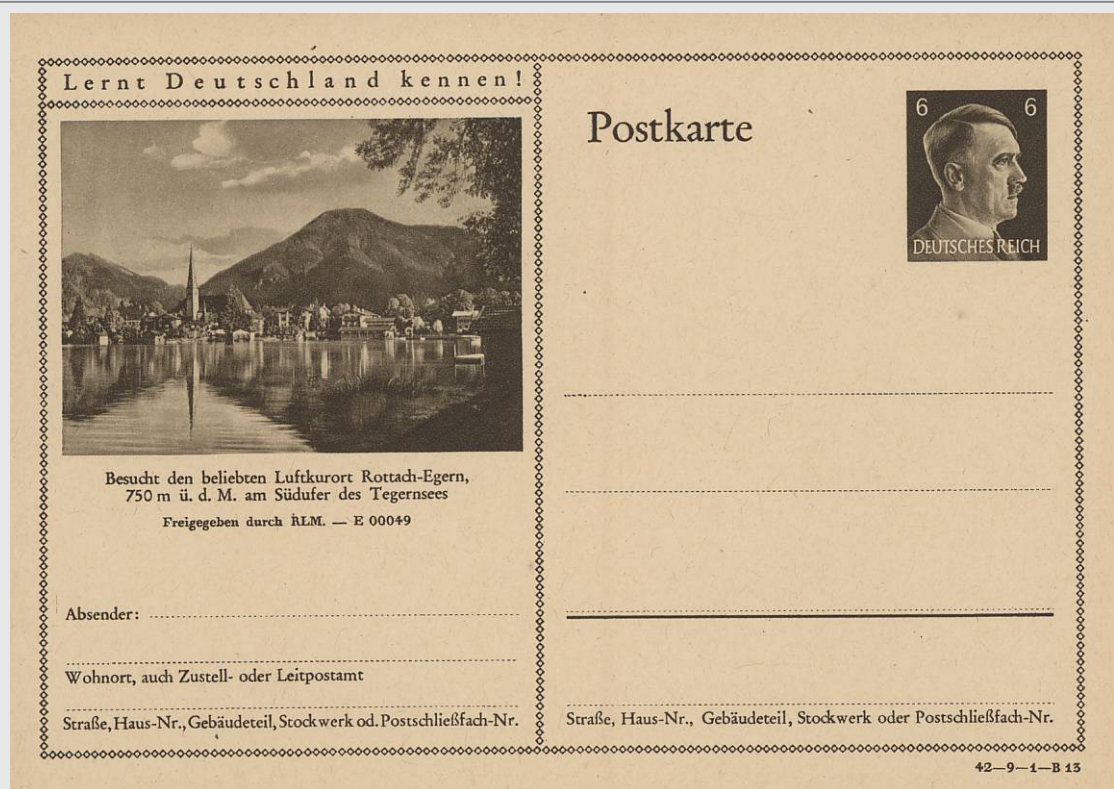 Lernt Deutschland kennen!
Besucht den beliebten Luftkurort Rottach-Egern,
750 m ü. d. M. am Südufer des Tegernsees
Freigegeben durch RLM. — E 00049
Absender:
Wohnort, auch Zustell- oder Leitpostamt
Straße, Haus-Nr., Gebäudeteil, Stockwerk od. Postschließfach-Nr.
Postkarte
6 6
DEUTSCHES REICH
Straße, Haus-Nr., Gebäudeteil, Stockwerk oder Postschließfach-Nr.
42—9—1—B 13